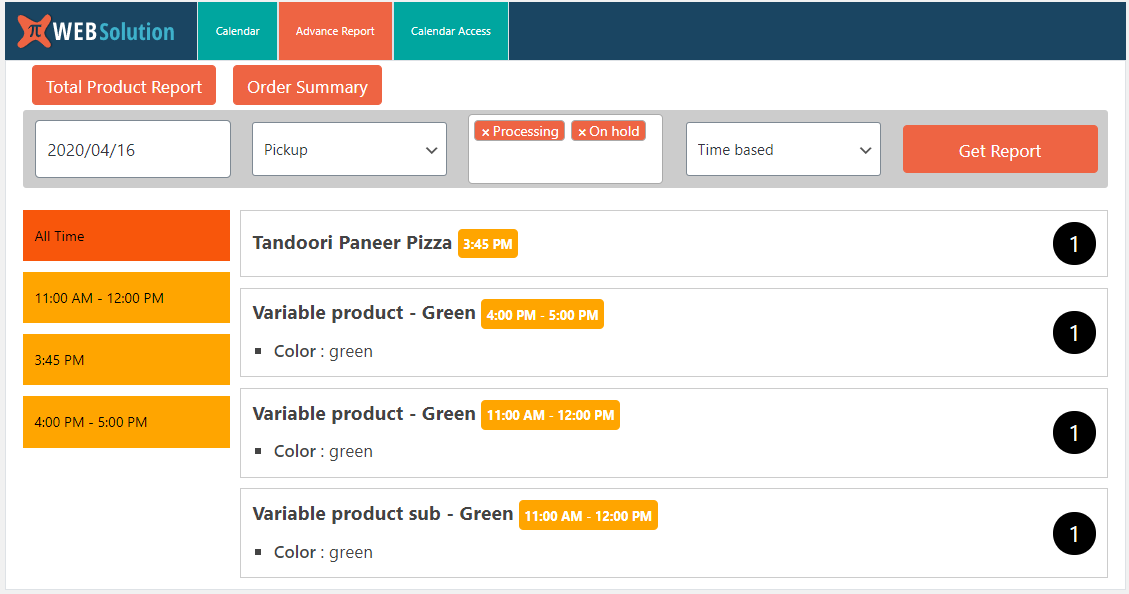 π WEBSolution
Calendar
Advance Report
Calendar Access
Total Product Report
Order Summary
2020/04/16
Pickup
× Processing × On hold
Time based
Get Report
All Time
11:00 AM - 12:00 PM
3:45 PM
4:00 PM - 5:00 PM
Tandoori Paneer Pizza 3:45 PM
1
Variable product - Green 4:00 PM - 5:00 PM
▪ Color : green
1
Variable product - Green 11:00 AM - 12:00 PM
▪ Color : green
1
Variable product sub - Green 11:00 AM - 12:00 PM
▪ Color : green
1